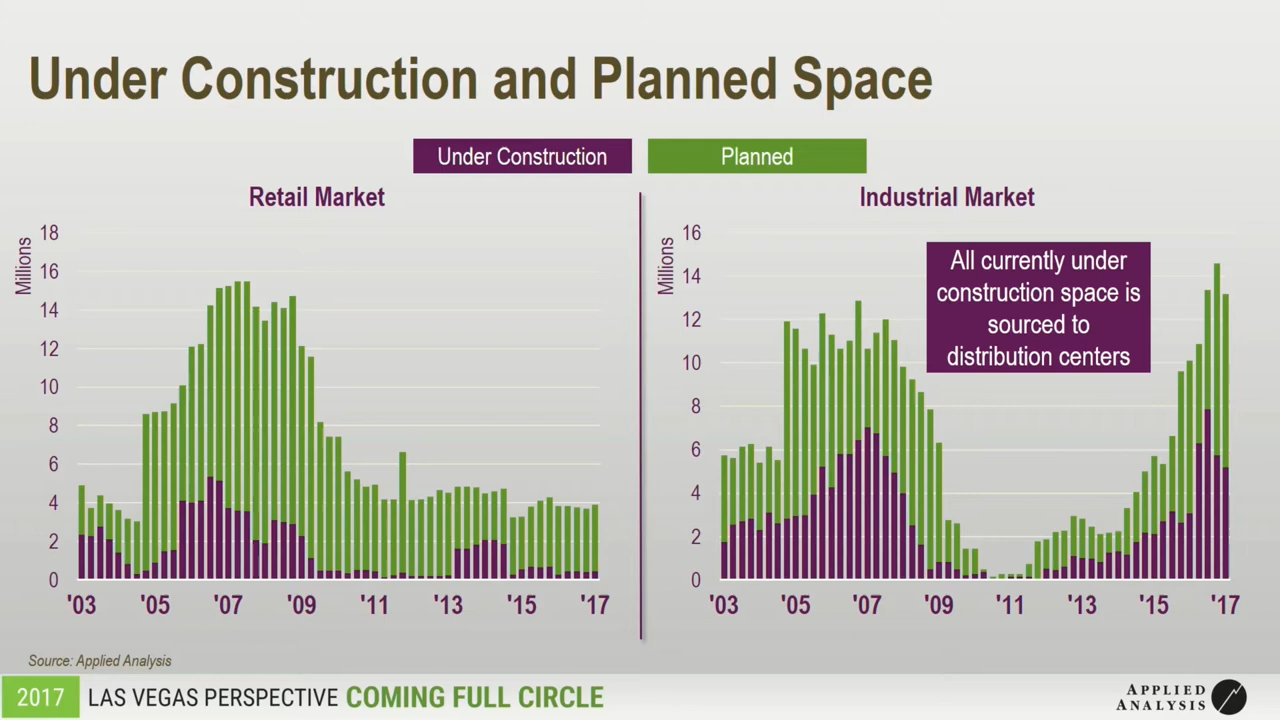 Under Construction and Planned Space
Under Construction
Planned
Retail Market
Millions
18
16
14
12
10
8
6
4
2
0
'03
'05
'07
'09
'11
'13
'15
'17
Industrial Market
Millions
16
14
12
10
8
6
4
2
0
All currently under
construction space is
sourced to
distribution centers
'03
'05
'07
'09
'11
'13
'15
'17
Source: Applied Analysis
2017 LAS VEGAS PERSPECTIVE COMING FULL CIRCLE
APPLIED
ANALYSIS